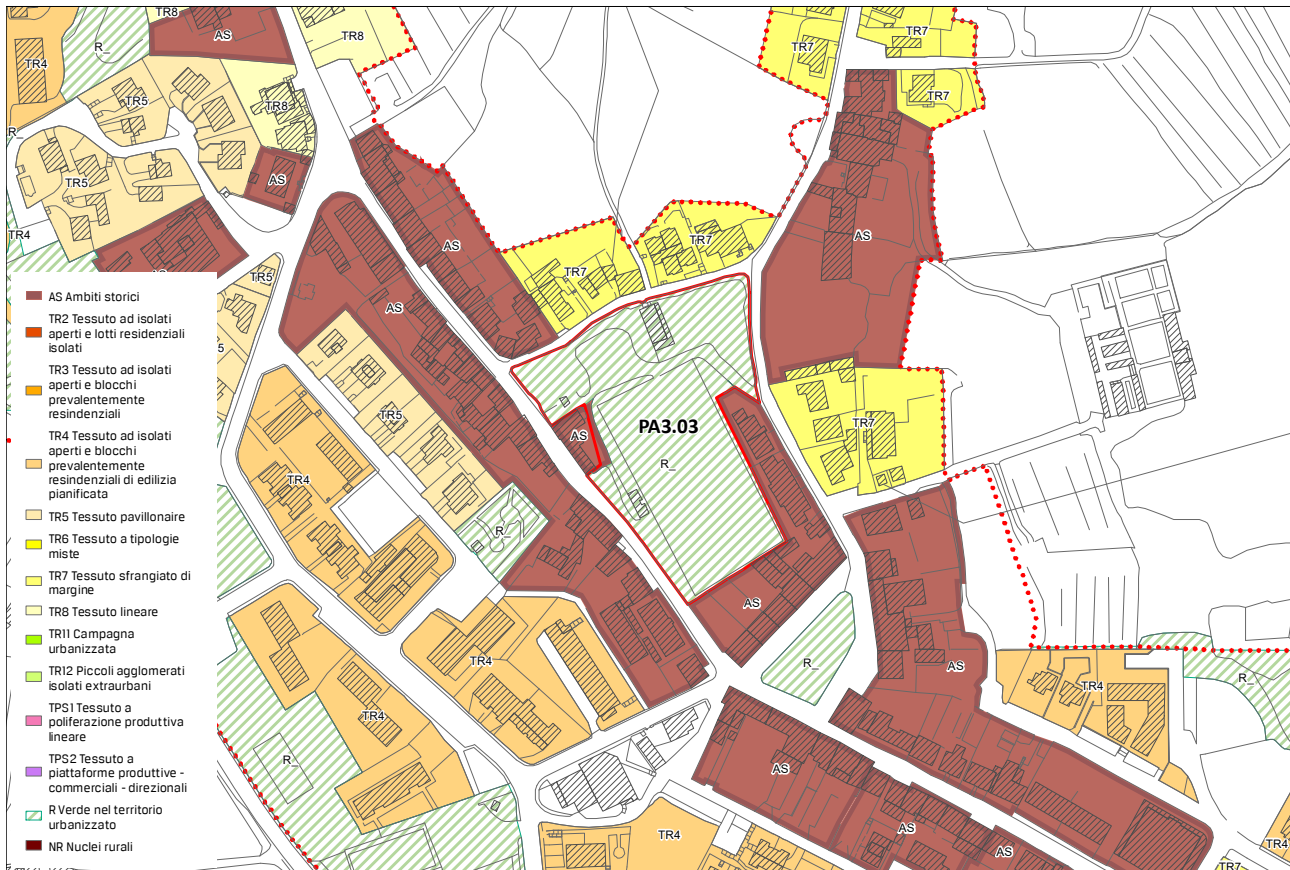 TR8
AS
TR8
R_
TR4
TR7
TR7
TR7
TR5
TR8
R_
AS
TR5
TR4
AS
TR7
TR7
AS
TR5
AS
PA3.03
AS
R_
TR5
TR4
TR7
R_
AS
R_
AS
TR4
TR4
R_
TR4
R_
AS
TR4
AS
AS
TR7
TR4
AS Ambiti storici
TR2 Tessuto ad isolati
aperti e lotti residenziali
isolati
TR3 Tessuto ad isolati
aperti e blocchi
prevalentemente
resindenziali
TR4 Tessuto ad isolati
aperti e blocchi
prevalentemente
residenziali di edilizia
pianificata
TR5 Tessuto pavillonaire
TR6 Tessuto a tipologie
miste
TR7 Tessuto sfrangiato di
margine
TR8 Tessuto lineare
TR11 Campagna
urbanizzata
TR12 Piccoli agglomerati
isolati extraurbani
TPS1 Tessuto a
poliferazione produttiva
lineare
TPS2 Tessuto a
piattaforme produttive -
commerciali - direzionali
R Verde nel territorio
urbanizzato
NR Nuclei rurali